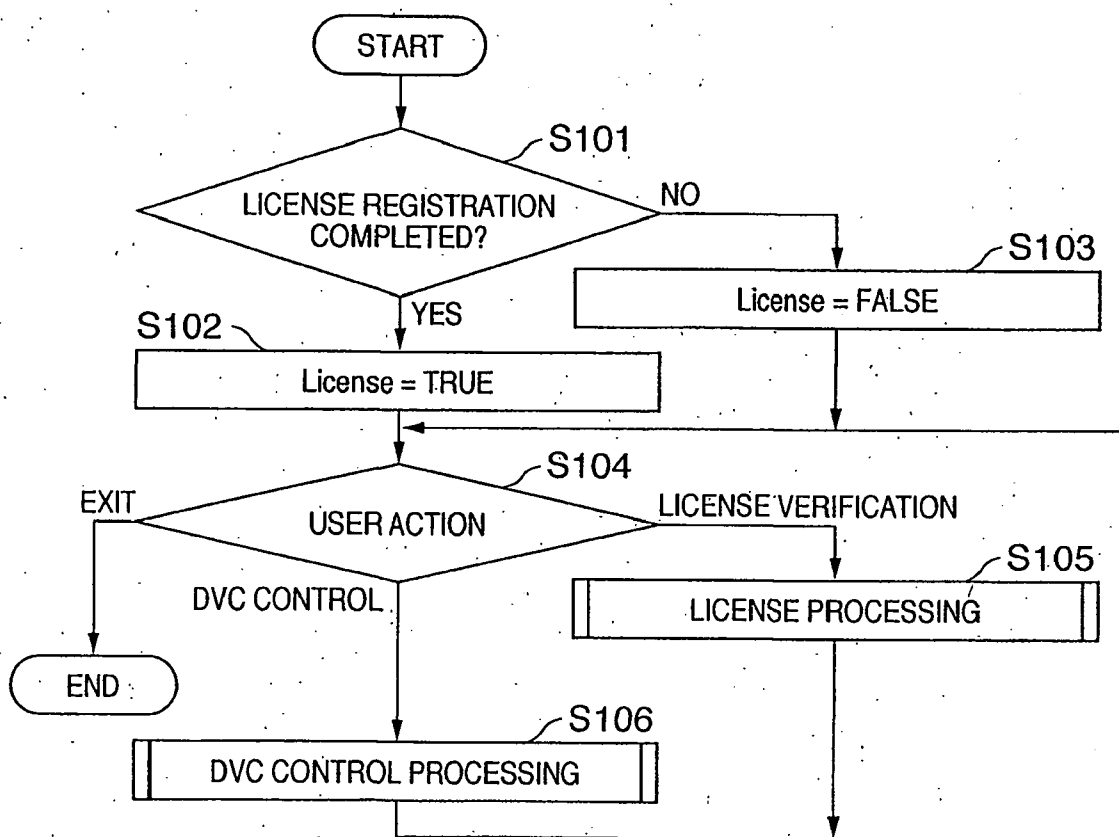 START
S101
LICENSE REGISTRATION
COMPLETED?
NO
S103
License = FALSE
YES
S102
License = TRUE
S104
EXIT
USER ACTION
LICENSE VERIFICATION
S105
DVC CONTROL
LICENSE PROCESSING
END
S106
DVC CONTROL PROCESSING